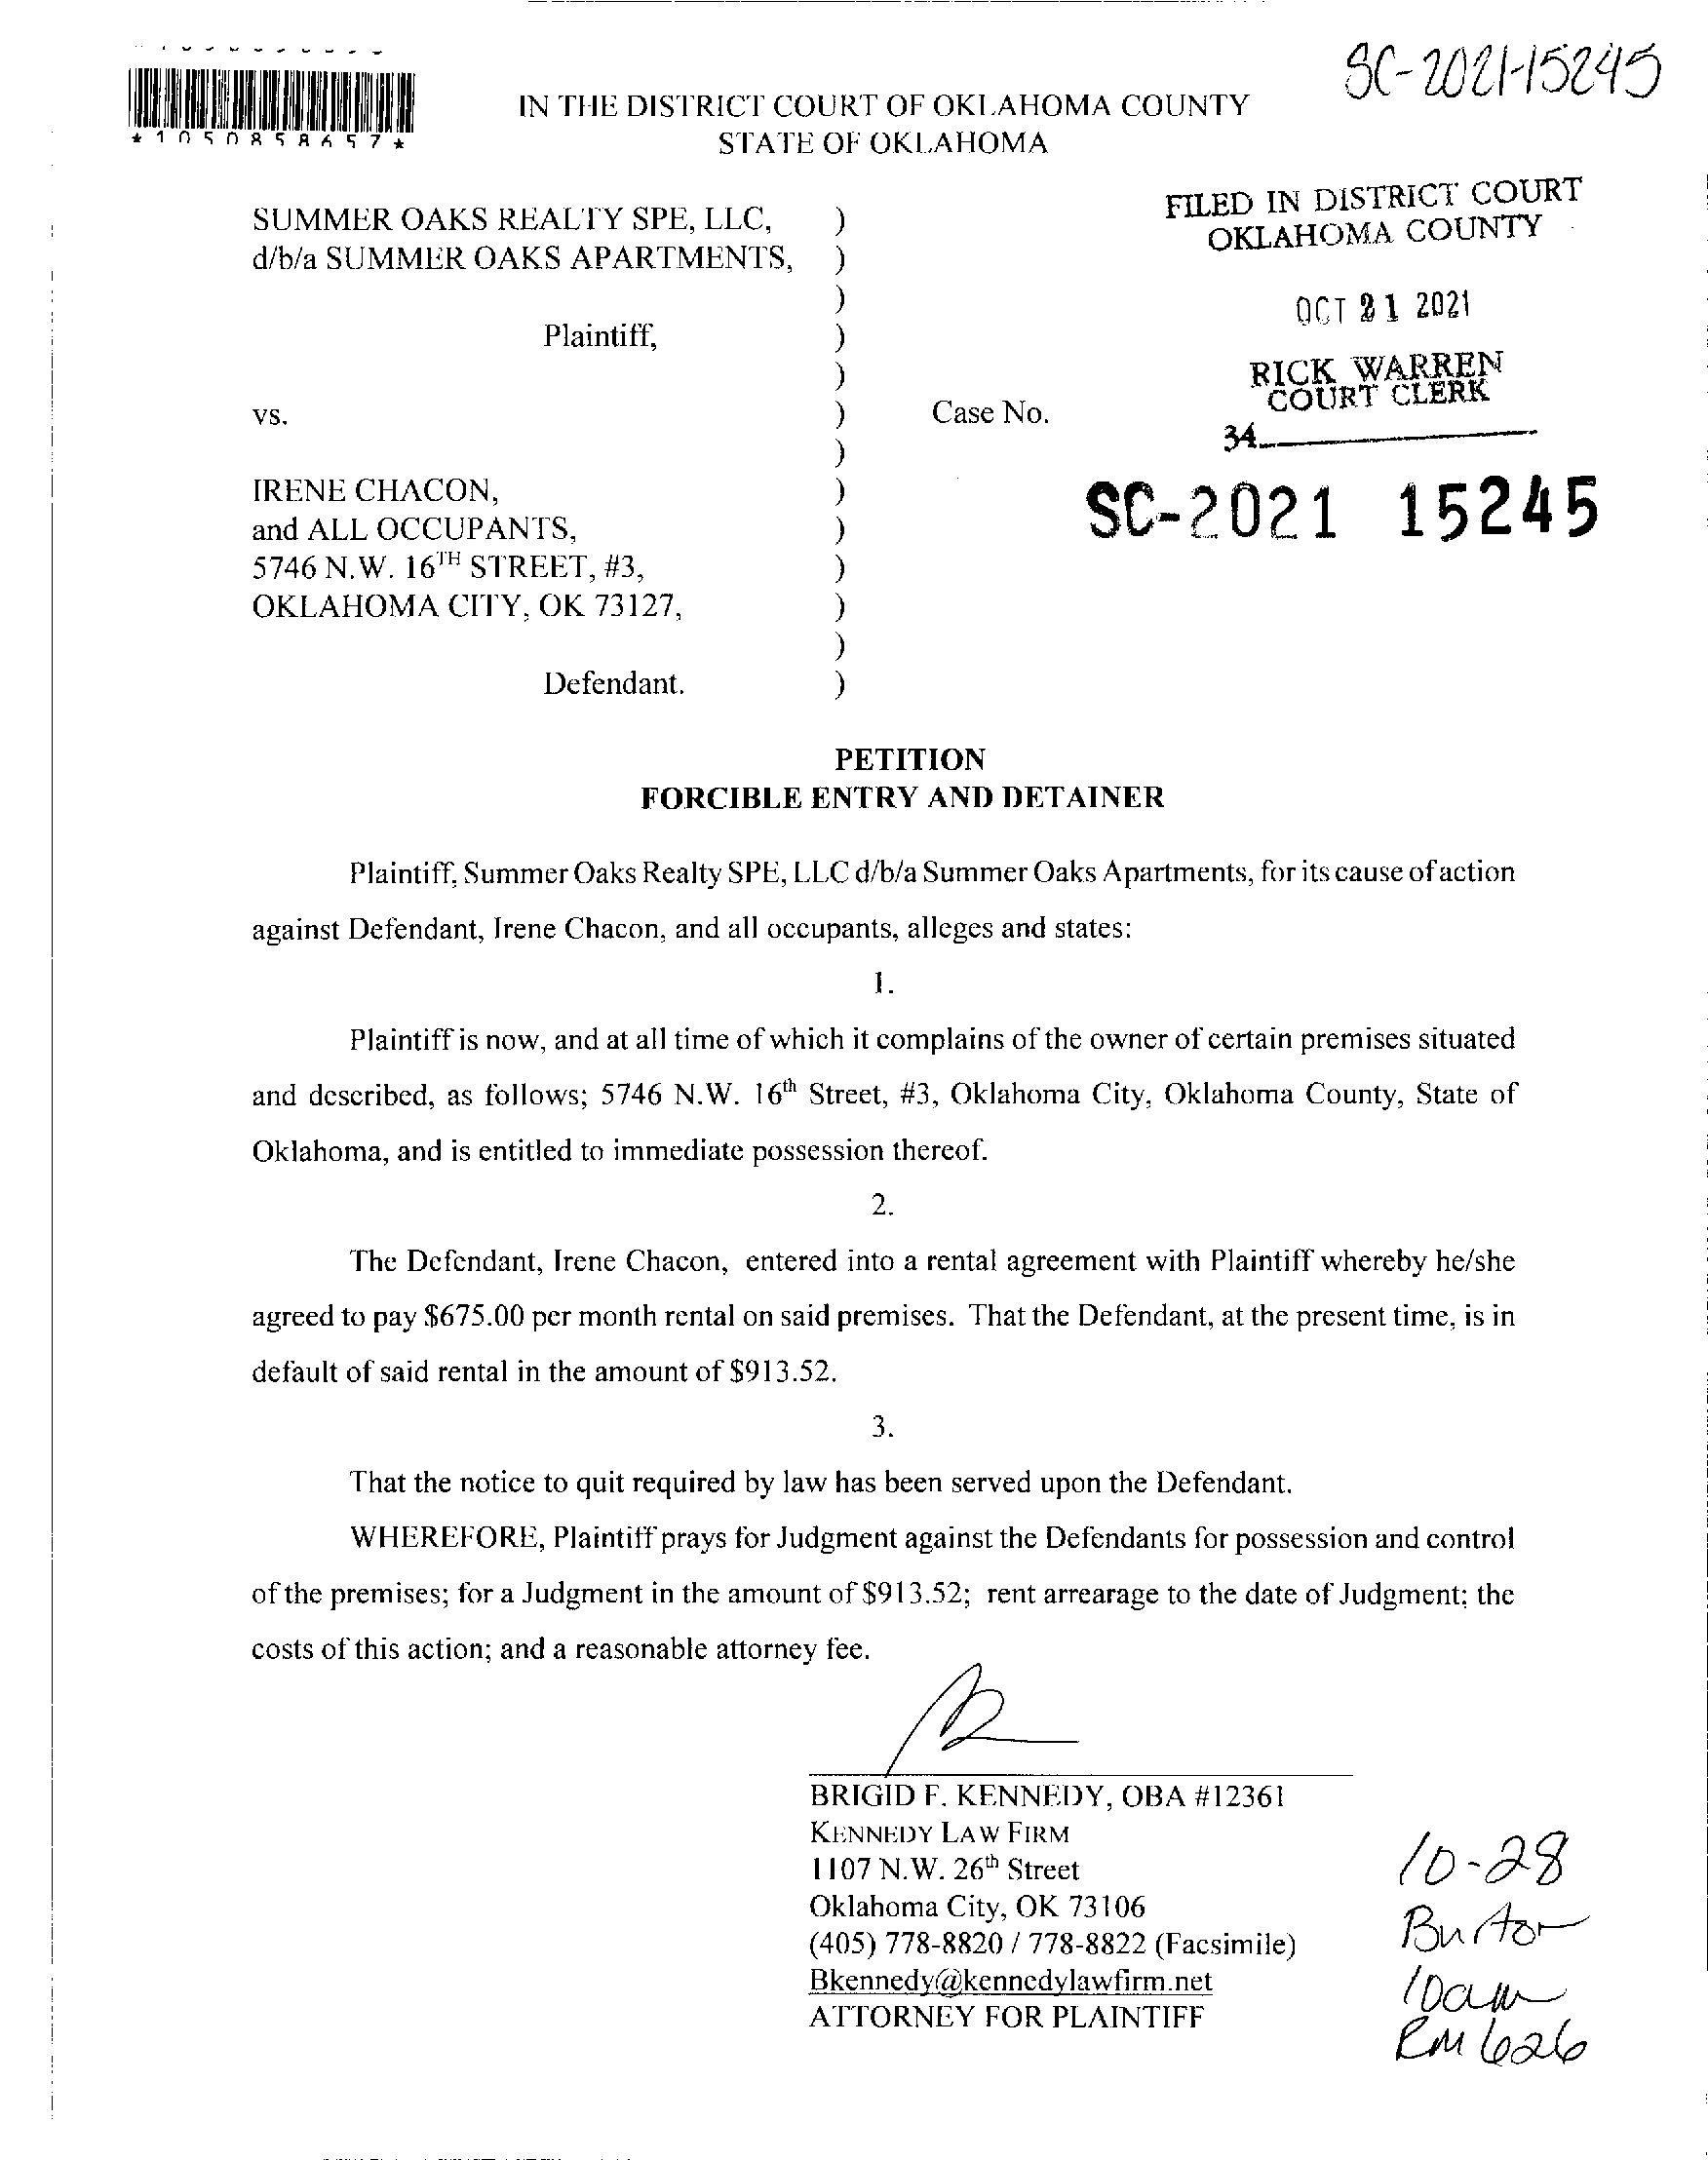 SC-2021-15245
*1050858657*
IN THE DISTRICT COURT OF OKLAHOMA COUNTY
STATE OF OKLAHOMA
FILED IN DISTRICT COURT
OKLAHOMA COUNTY
OCT 21 2021
RICK WARREN
COURT CLERK
34
SUMMER OAKS REALTY SPE, LLC, )
d/b/a SUMMER OAKS APARTMENTS, )
)
Plaintiff, )
)
vs. ) Case No.
)
IRENE CHACON, ) SC-2021 15245
and ALL OCCUPANTS, )
5746 N.W. 16TH STREET, #3, )
OKLAHOMA CITY, OK 73127, )
)
Defendant. )
PETITION
FORCIBLE ENTRY AND DETAINER
Plaintiff, Summer Oaks Realty SPE, LLC d/b/a Summer Oaks Apartments, for its cause of action
against Defendant, Irene Chacon, and all occupants, alleges and states:
1.
Plaintiff is now, and at all time of which it complains of the owner of certain premises situated
and described, as follows; 5746 N.W. 16th Street, #3, Oklahoma City, Oklahoma County, State of
Oklahoma, and is entitled to immediate possession thereof.
2.
The Defendant, Irene Chacon, entered into a rental agreement with Plaintiff whereby he/she
agreed to pay $675.00 per month rental on said premises. That the Defendant, at the present time, is in
default of said rental in the amount of $913.52.
3.
That the notice to quit required by law has been served upon the Defendant.
WHEREFORE, Plaintiff prays for Judgment against the Defendants for possession and control
of the premises; for a Judgment in the amount of $913.52; rent arrearage to the date of Judgment; the
costs of this action; and a reasonable attorney fee.
BRIGID F. KENNEDY, OBA #12361
KENNEDY LAW FIRM
1107 N.W. 26th Street
Oklahoma City, OK 73106
(405) 778-8820 / 778-8822 (Facsimile)
Bkennedy@kennedylawfirm.net
ATTORNEY FOR PLAINTIFF
10-28
Burton
10am
RM 626